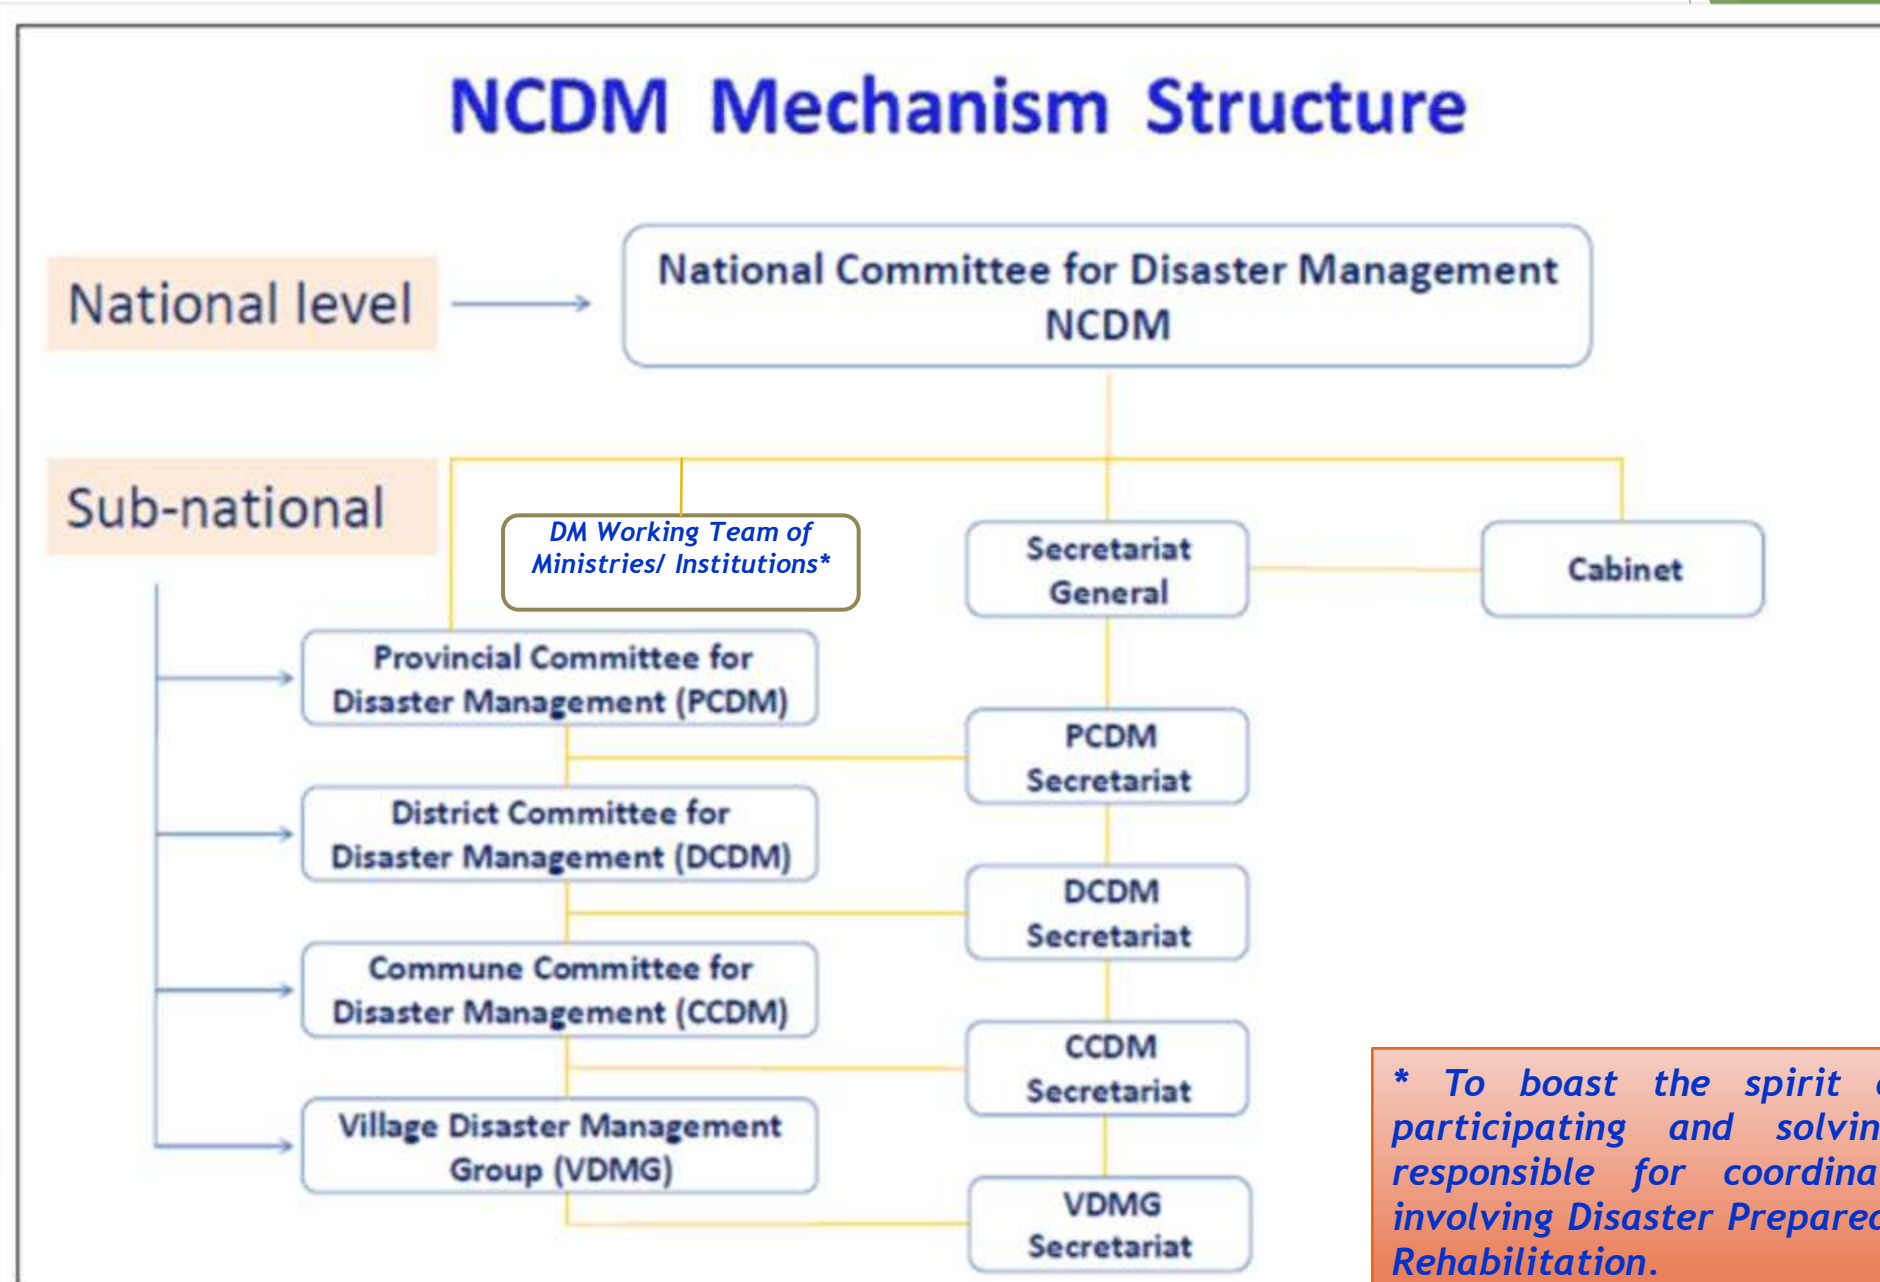 NCDM Mechanism Structure
National level
National Committee for Disaster Management
NCDM
Sub-national
DM Working Team of
Ministries/ Institutions*
Secretariat
General
Cabinet
Provincial Committee for
Disaster Management (PCDM)
PCDM
Secretariat
District Committee for
Disaster Management (DCDM)
DCDM
Secretariat
Commune Committee for
Disaster Management (CCDM)
CCDM
Secretariat
Village Disaster Management
Group (VDMG)
VDMG
Secretariat
* To boast the spirit
participating and
responsible for
involving Disaster
Rehabilitation.